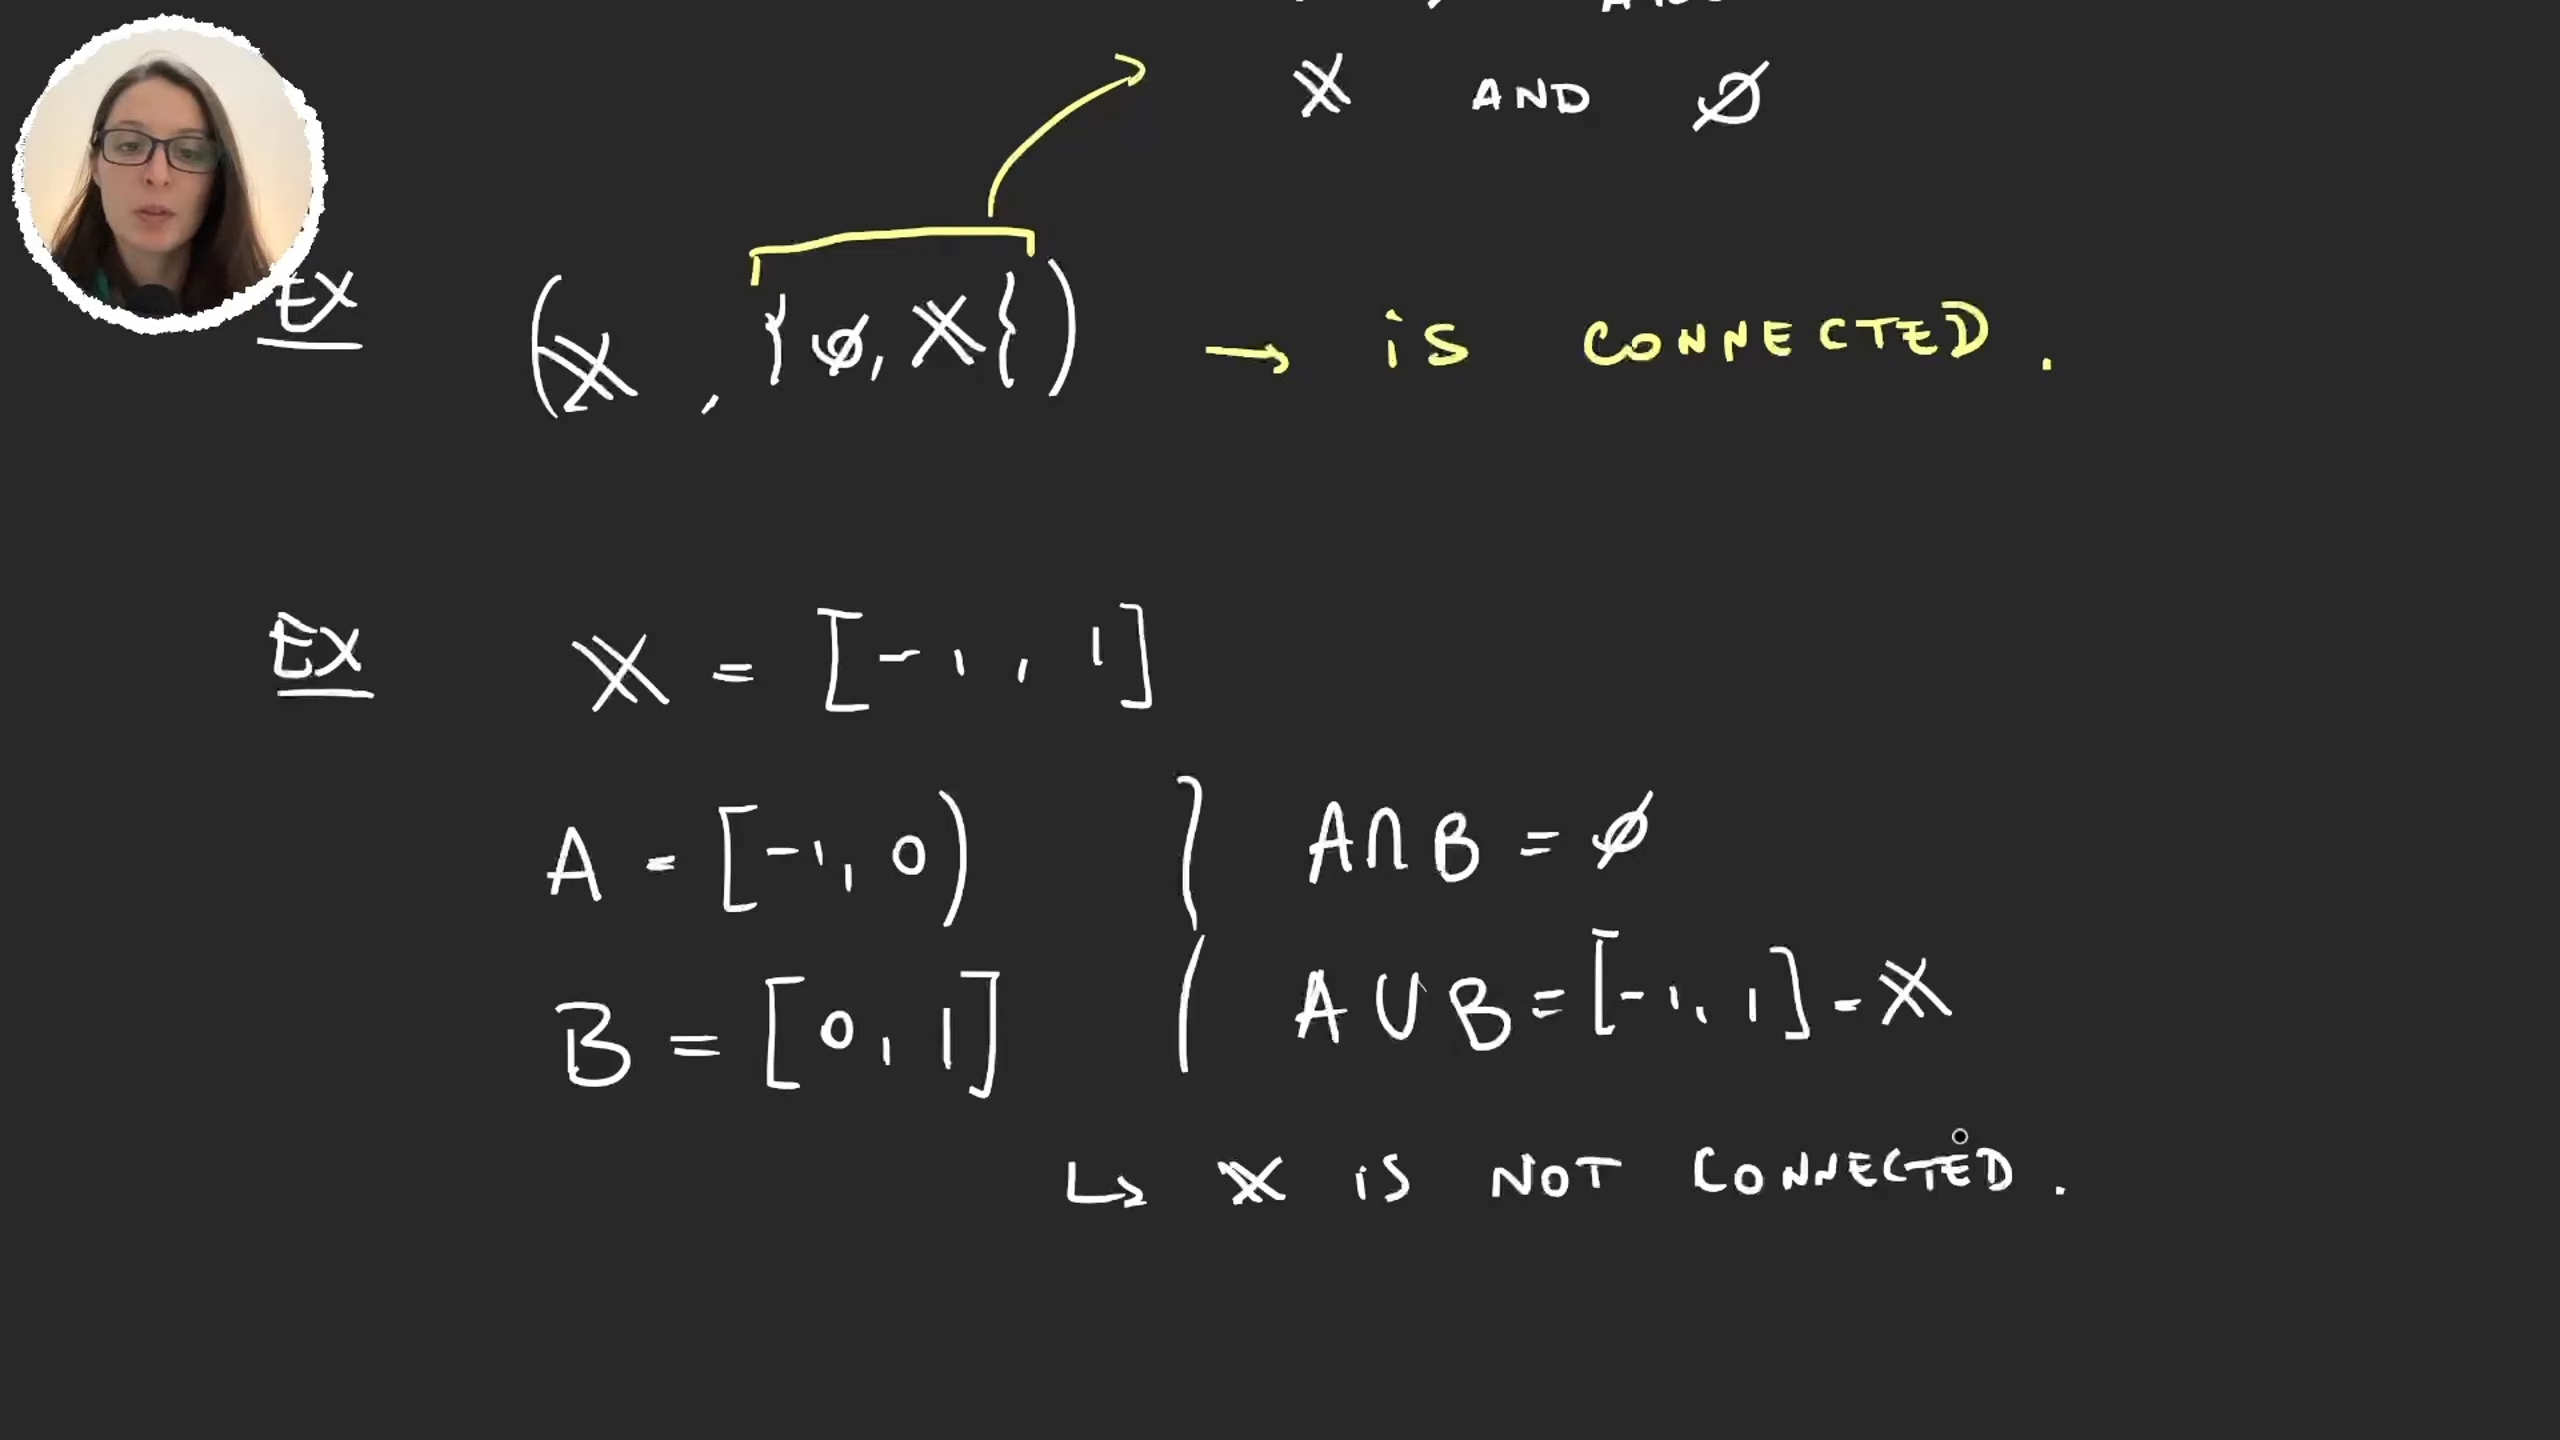 X AND ∅
EX (X, {∅, X}) → is CONNECTED.
EX X = [-1, 1]
A = [-1, 0) } A∩B = ∅
B = [0, 1] A∪B = [-1, 1] = X
↳ X iS NOT CONNECTED.